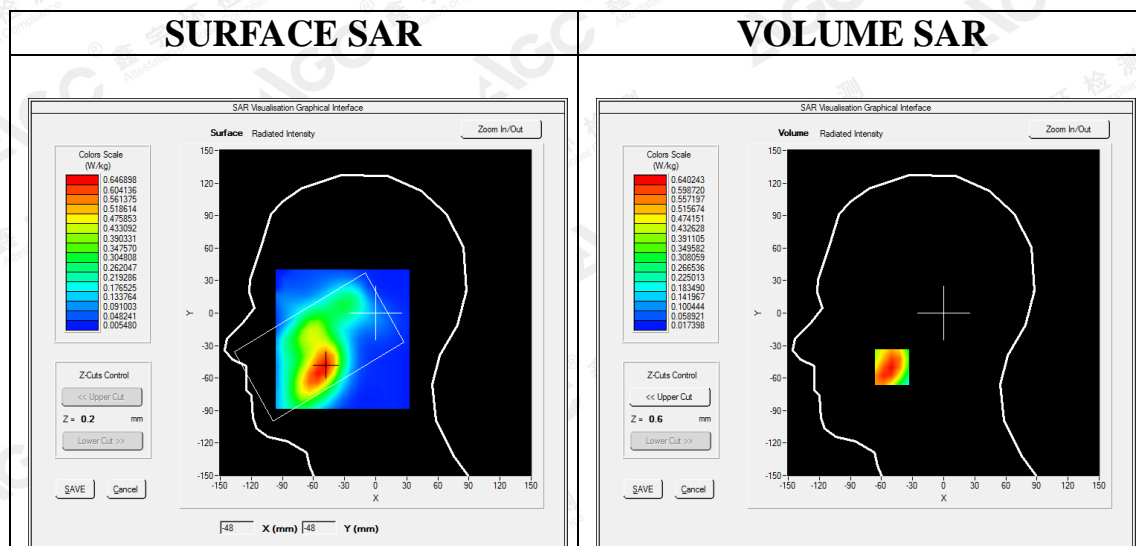 SURFACE SAR
VOLUME SAR
SAR Visualisation Graphical Interface
Surface Radiated Intensity
Zoom In/Out
Colors Scale
(W/kg)
0.646898
0.604136
0.561375
0.518614
0.475853
0.433092
0.390331
0.347570
0.304808
0.262047
0.219286
0.176525
0.133764
0.091003
0.048241
0.005480
Z-Cuts Control
<< Upper Cut
Z = 0.2 mm
Lower Cut >>
SAVE Cancel
150
120
90
60
30
0
-30
-60
-90
-120
-150
Y
-150 -120 -90 -60 -30 0 30 60 90 120 150
X
-48 X (mm) -48 Y (mm)
SAR Visualisation Graphical Interface
Volume Radiated Intensity
Zoom In/Out
Colors Scale
(W/kg)
0.640243
0.598720
0.557197
0.515674
0.474151
0.432628
0.391105
0.349582
0.308059
0.266536
0.225013
0.183490
0.141967
0.100444
0.058921
0.017398
Z-Cuts Control
<< Upper Cut
Z = 0.6 mm
Lower Cut >>
SAVE Cancel
150
120
90
60
30
0
-30
-60
-90
-120
-150
Y
-150 -120 -90 -60 -30 0 30 60 90 120 150
X